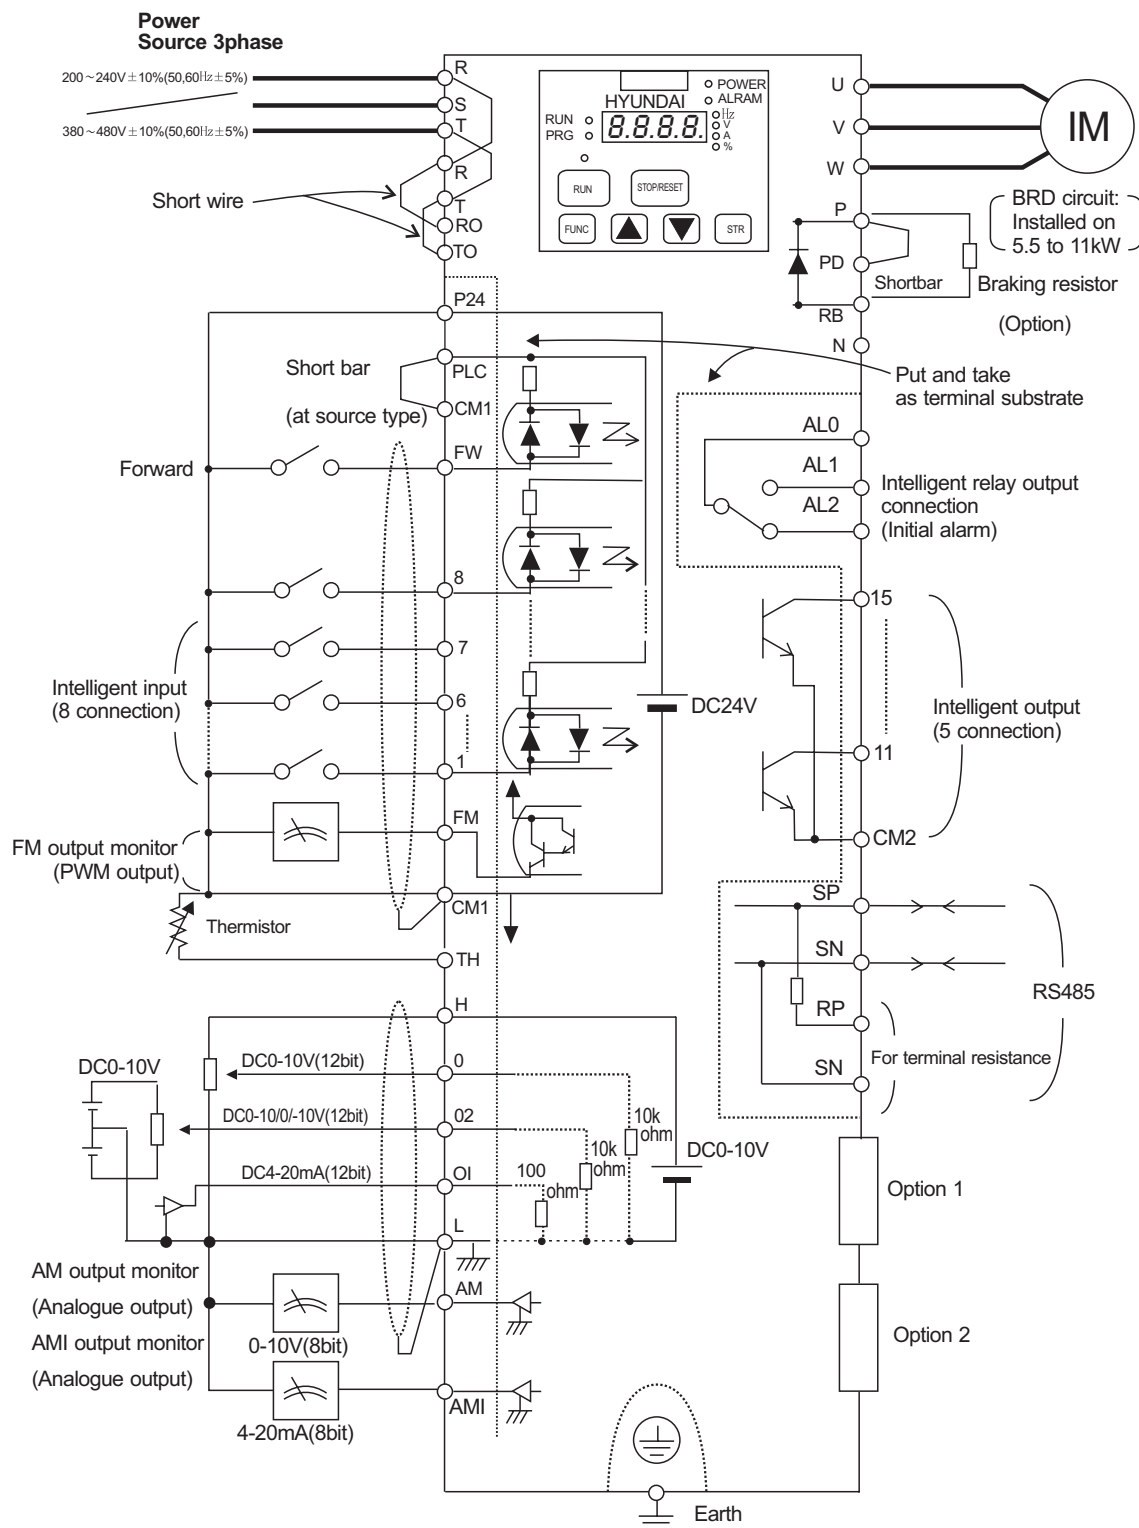 Power
Source 3phase
200~240V±10%(50,60Hz±5%)
380~480V±10%(50,60Hz±5%)
R
S
T
R
T
RO
TO
Short wire
HYUNDAI
POWER
ALRAM
RUN
PRG
8.8.8.8.
Hz
V
A
%
RUN
STOP/RESET
FUNC
STR
U
V
W
IM
P
PD
RB
N
BRD circuit:
Installed on
5.5 to 11kW
Shortbar
Braking resistor
(Option)
P24
Short bar
PLC
(at source type)
CM1
Put and take
as terminal substrate
Forward
FW
8
7
6
1
Intelligent input
(8 connection)
DC24V
AL0
AL1
AL2
Intelligent relay output
connection
(Initial alarm)
15
11
Intelligent output
(5 connection)
CM2
FM
FM output monitor
(PWM output)
CM1
Thermistor
TH
SP
SN
RP
SN
RS485
For terminal resistance
H
DC0-10V
DC0-10V(12bit)
0
DC0-10/0/-10V(12bit)
02
DC4-20mA(12bit)
OI
100
ohm
10k
ohm
10k
ohm
DC0-10V
L
AM output monitor
(Analogue output)
AM
0-10V(8bit)
AMI output monitor
(Analogue output)
AMI
4-20mA(8bit)
Option 1
Option 2
Earth